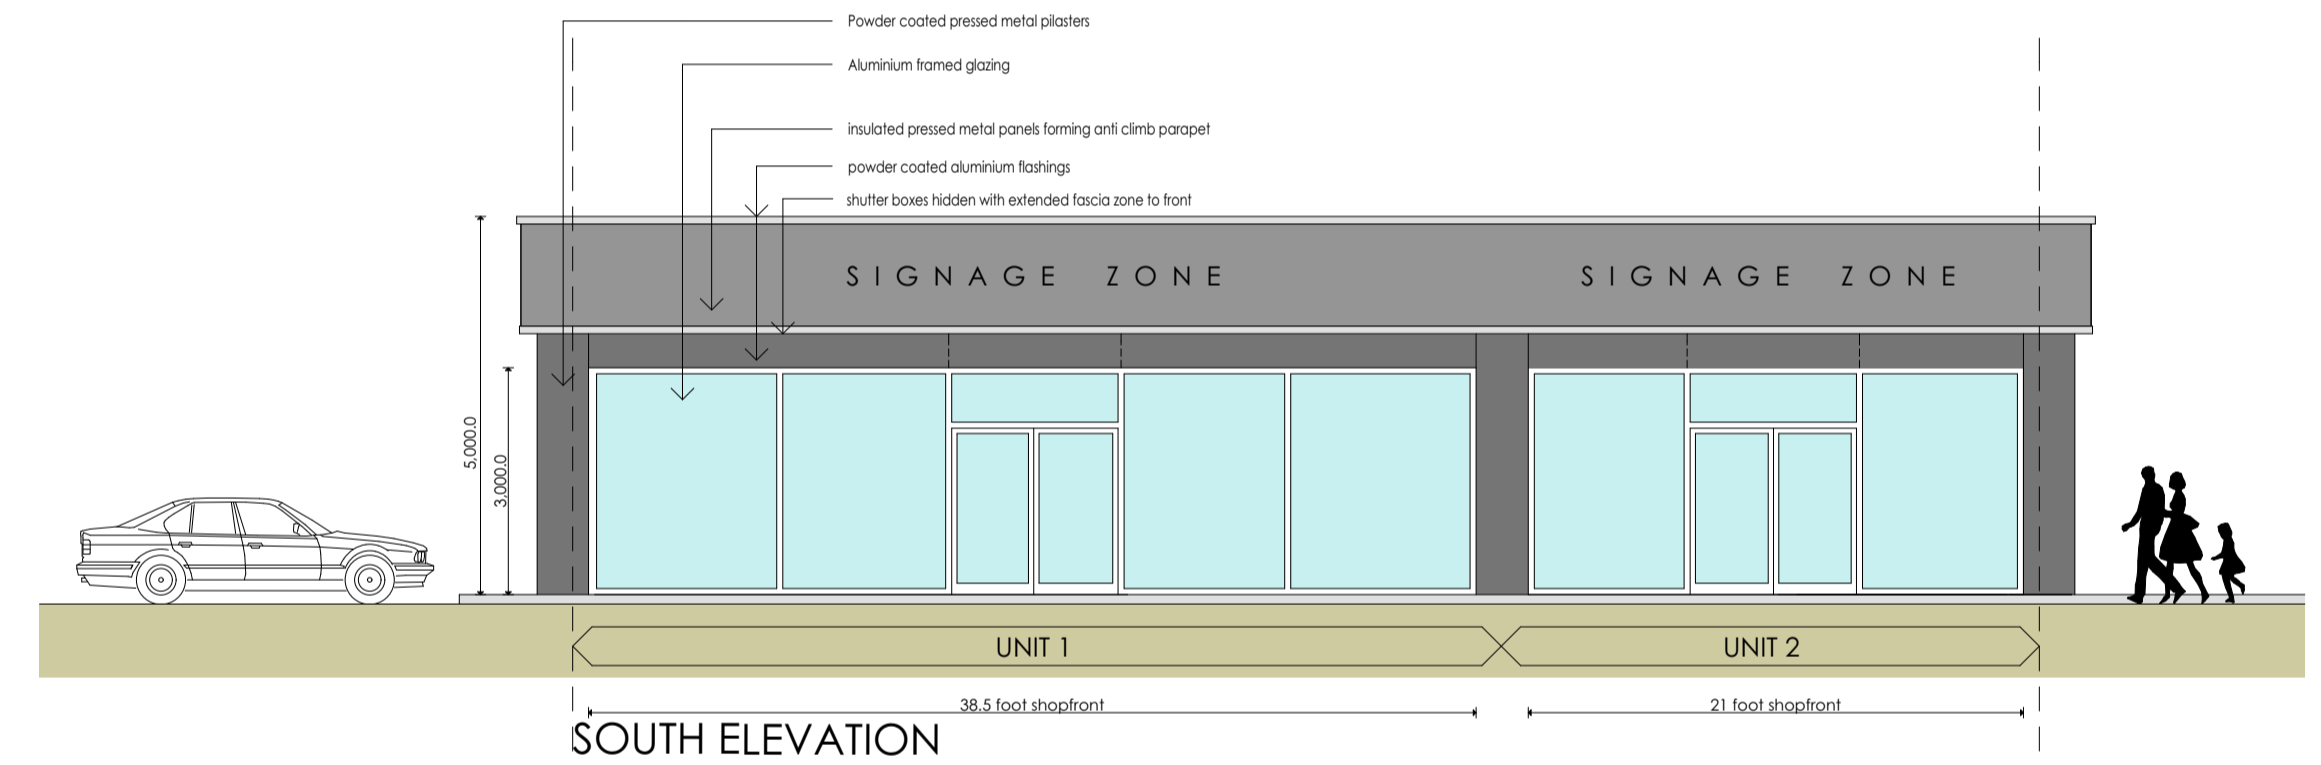 Powder coated pressed metal pilasters
Aluminium framed glazing
insulated pressed metal panels forming anti climb parapet
powder coated aluminium flashings
shutter boxes hidden with extended fascia zone to front
SIGNAGE ZONE
SIGNAGE ZONE
5,000.0
3,000.0
UNIT 1
UNIT 2
38.5 foot shopfront
21 foot shopfront
SOUTH ELEVATION